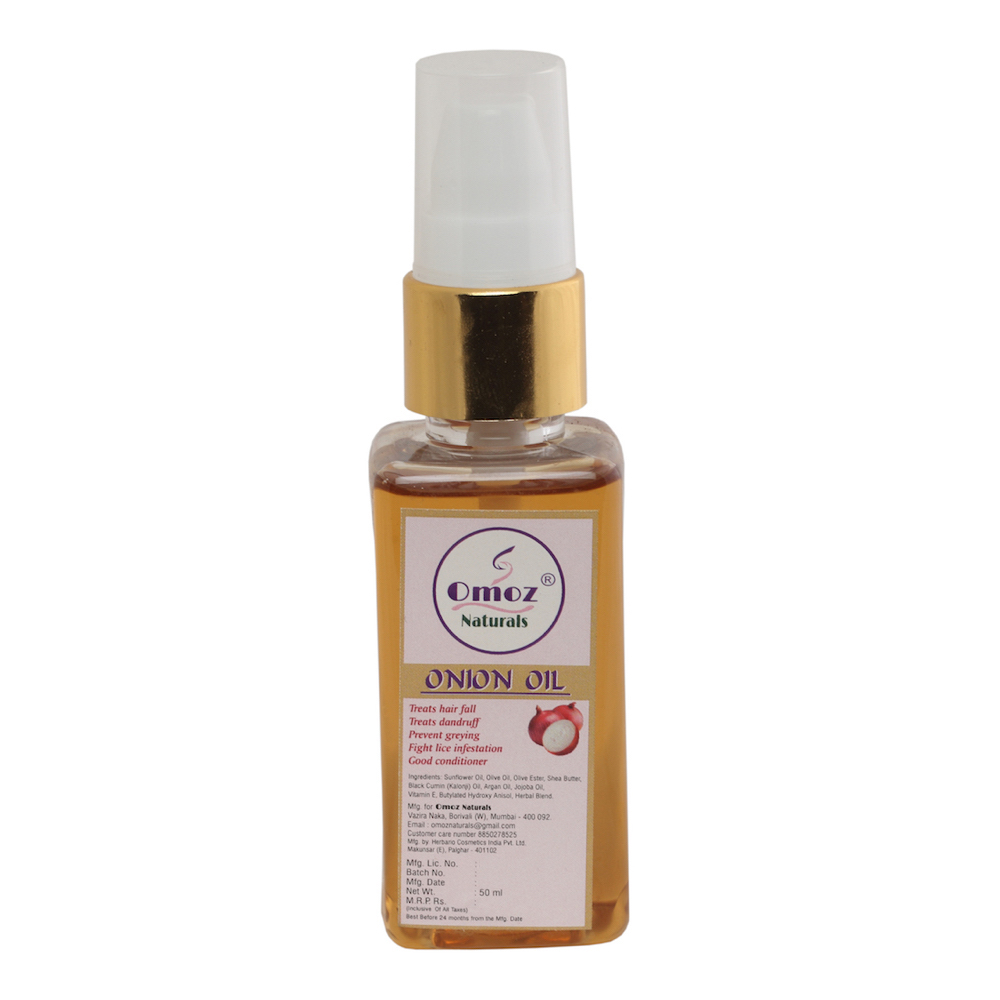 Omoz ®
Naturals
ONION OIL
Treats hair fall
Treats dandruff
Prevent greying
Fight lice infestation
Good conditioner
Ingredients: Sunflower Oil, Olive Oil, Olive Ester, Shea Butter,
Black Cumin (Kalonji) Oil, Argan Oil, Jojoba Oil,
Vitamin E, Butylated Hydroxy Anisol, Herbal Blend.
Mfg. for Omoz Naturals
Vazira Naka, Borivali (W), Mumbai - 400 092.
Email : omoznaturals@gmail.com
Customer care number 8850278525
Mfg. by: Herbario Cosmetics India Pvt. Ltd.
Makunsar (E), Palghar - 401102
Mfg. Lic. No. :
Batch No. :
Mfg. Date :
Net Wt. : 50 ml
M.R.P. Rs. :
(Inclusive Of All Taxes)
Best Before 24 months from the Mfg. Date